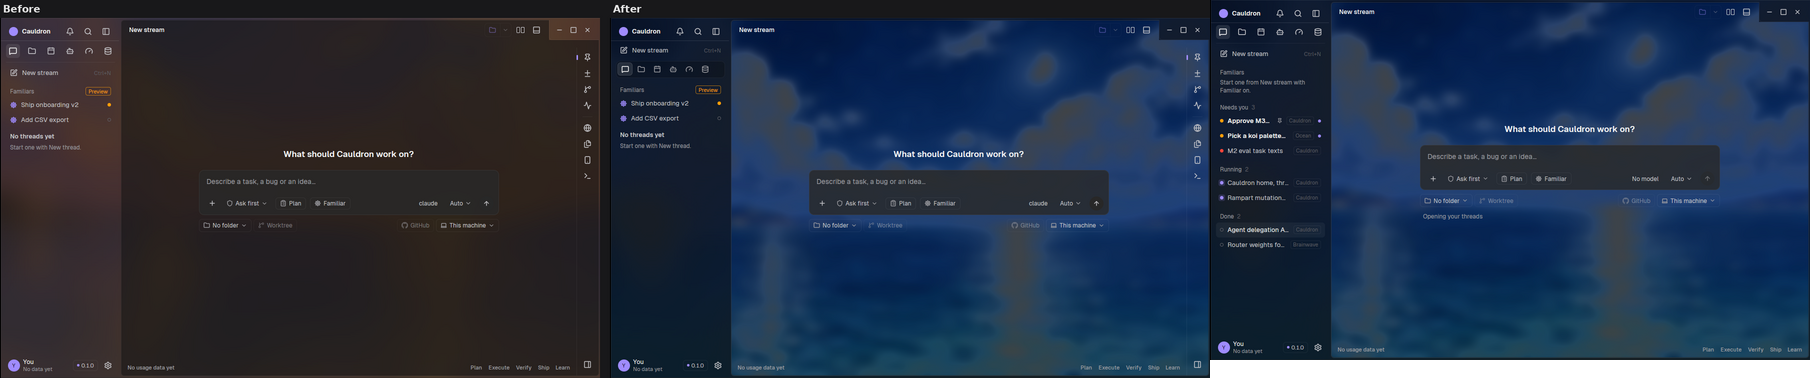 Before
Cauldron
New stream
New stream
Ctrl+N
Familiars
Preview
Ship onboarding v2
Add CSV export
No threads yet
Start one with New thread.
What should Cauldron work on?
Describe a task, a bug or an idea...
Ask first
Plan
Familiar
claude
Auto
No folder
Worktree
GitHub
This machine
You
No data yet
0.1.0
No usage data yet
Plan
Execute
Verify
Ship
Learn
After
Cauldron
New stream
New stream
Ctrl+N
Familiars
Preview
Ship onboarding v2
Add CSV export
No threads yet
Start one with New thread.
What should Cauldron work on?
Describe a task, a bug or an idea...
Ask first
Plan
Familiar
claude
Auto
No folder
Worktree
GitHub
This machine
You
No data yet
0.1.0
No usage data yet
Plan
Execute
Verify
Ship
Learn
Cauldron
New stream
New stream
Ctrl+N
Familiars
Start one from New stream with
Familiar on.
Needs you 3
Approve M3...
Cauldron
Pick a koi palette...
M2 eval task texts
Cauldron
Running 2
Cauldron home, thr...
Cauldron
Rampart mutation...
Cauldron
Done 2
Agent delegation A...
Cauldron
Router weights fo...
What should Cauldron work on?
Describe a task, a bug or an idea...
Ask first
Plan
Familiar
No model
Auto
No folder
Worktree
GitHub
This machine
Opening your threads
Y
You
No data yet
0.1.0
No usage data yet
Plan
Execute
Verify
Ship
Learn